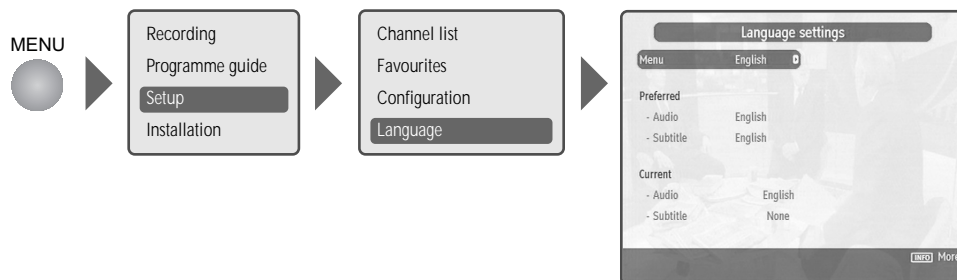 MENU
Recording
Programme guide
Setup
Installation
Channel list
Favourites
Configuration
Language
Language settings
Menu English
Preferred
- Audio English
- Subtitle English
Current
- Audio English
- Subtitle None
INFO More